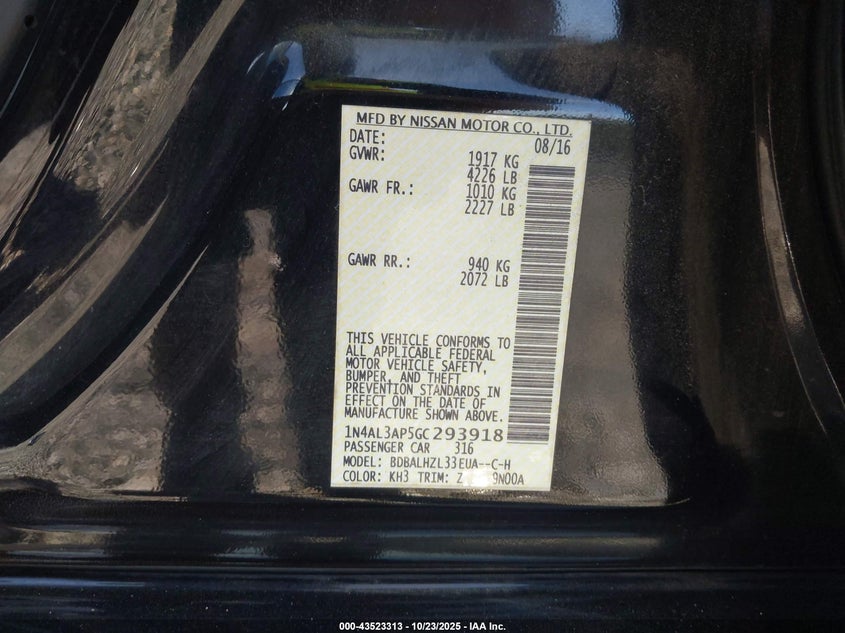 MFD BY NISSAN MOTOR CO., LTD.
DATE: 08/16
GVWR: 1917 KG
4226 LB
GAWR FR.: 1010 KG
2227 LB
GAWR RR.: 940 KG
2072 LB
THIS VEHICLE CONFORMS TO
ALL APPLICABLE FEDERAL
MOTOR VEHICLE SAFETY,
BUMPER, AND THEFT
PREVENTION STANDARDS IN
EFFECT ON THE DATE OF
MANUFACTURE SHOWN ABOVE.
1N4AL3AP5GC293918
PASSENGER CAR 316
MODEL: BDBALHZL33EUA--C-H
COLOR: KH3 TRIM:
000-43523313 - 10/23/2025 - IAA Inc.